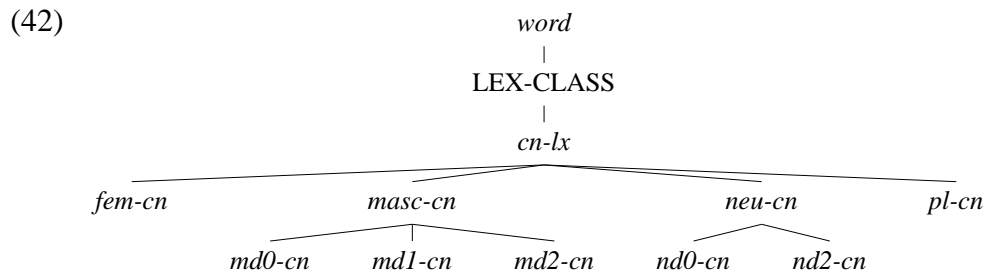 (42) word
LEX-CLASS
cn-lx
fem-cn masc-cn neu-cn pl-cn
md0-cn md1-cn md2-cn nd0-cn nd2-cn